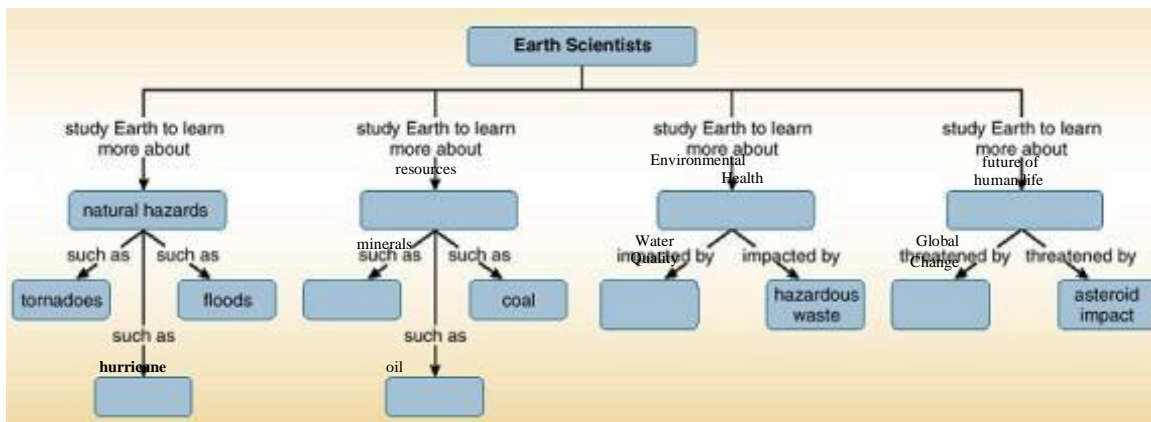 Earth Scientists
study Earth to learn
more about
study Earth to learn
more about
study Earth to learn
more about
study Earth to learn
more about
resources
Environmental
Health
future of
human life
natural hazards
such as
such as
minerals
such as
such as
Water
Quality
impacted by
impacted by
Global
Change
threatened by
threatened by
tornadoes
floods
coal
hazardous
waste
asteroid
impact
such as
such as
hurricane
oil